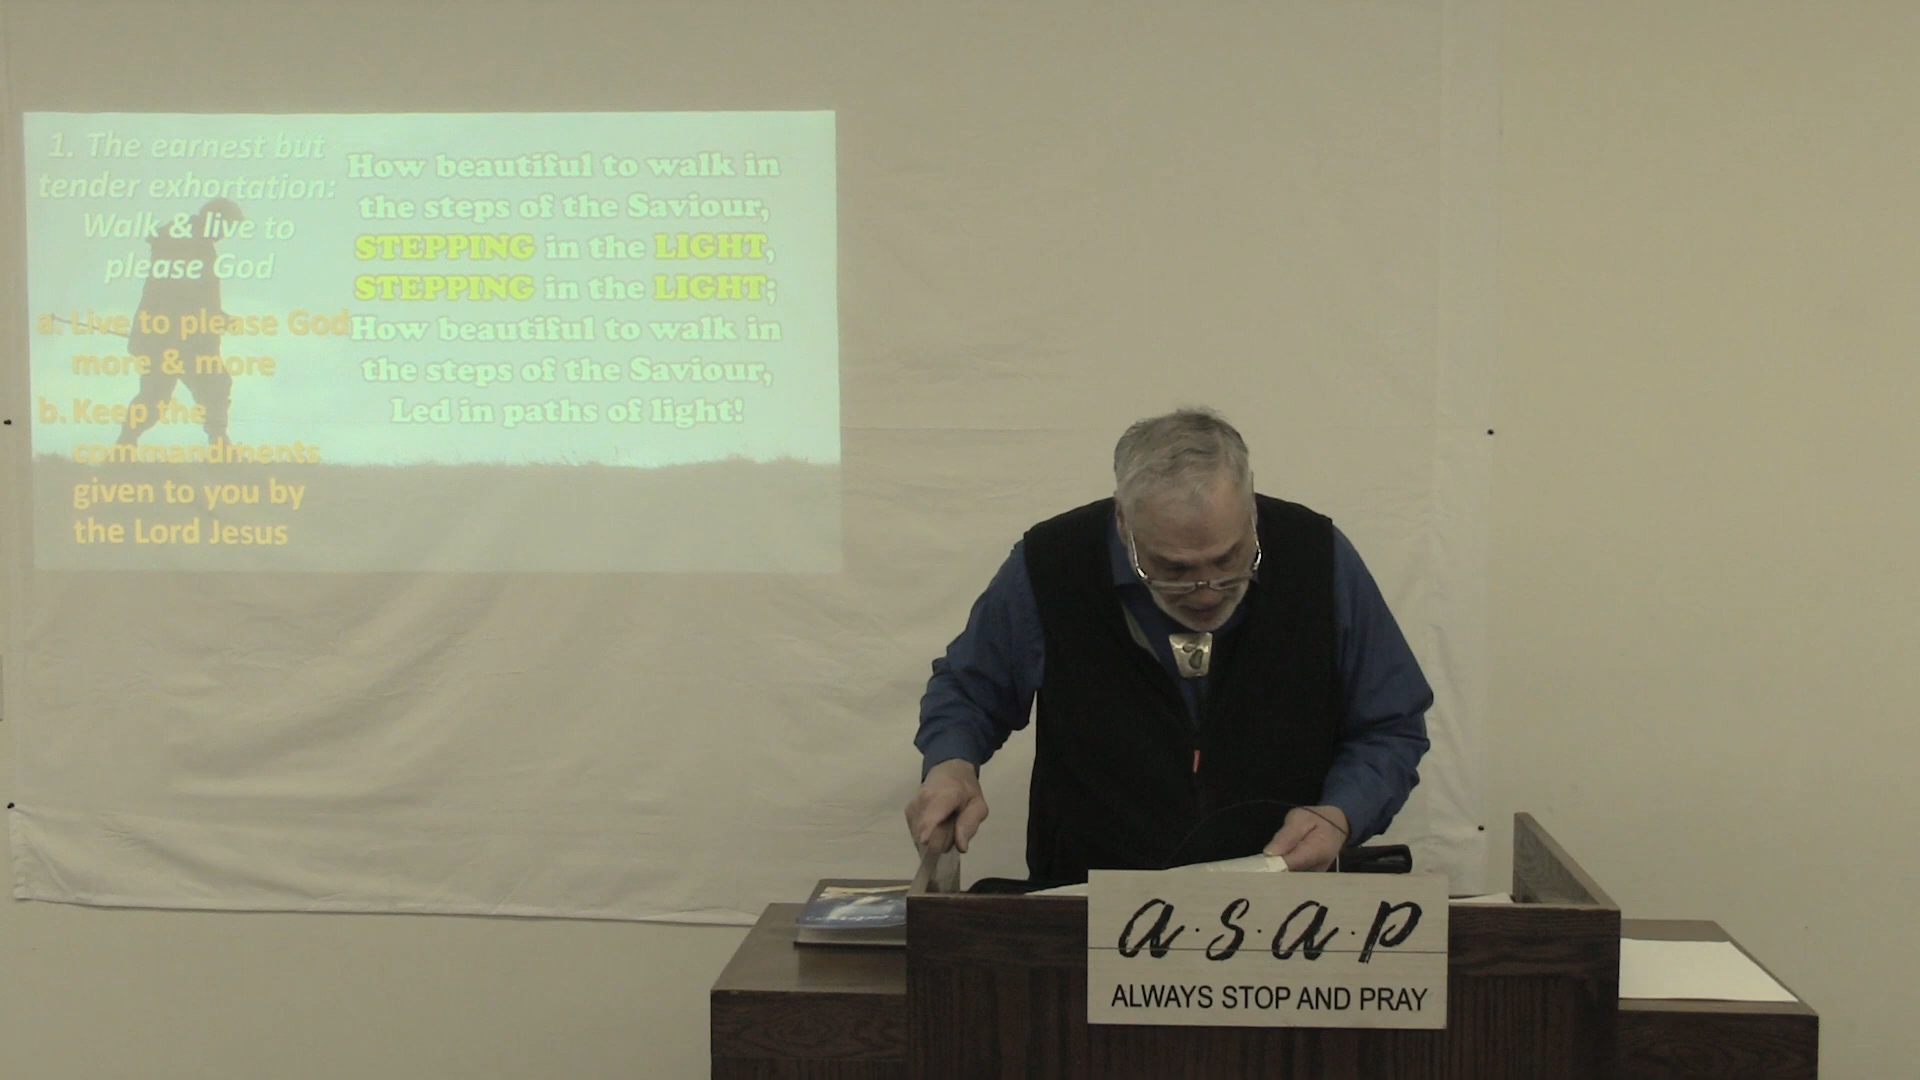 1. The earnest but
tender exhortation:
Walk & live to
please God
a. Live to please God
more & more
b. Keep the
commandments
given to you by
the Lord Jesus
How beautiful to walk in
the steps of the Saviour,
STEPPING in the LIGHT,
STEPPING in the LIGHT;
How beautiful to walk in
the steps of the Saviour,
Led in paths of light!
a.s.a.p
ALWAYS STOP AND PRAY